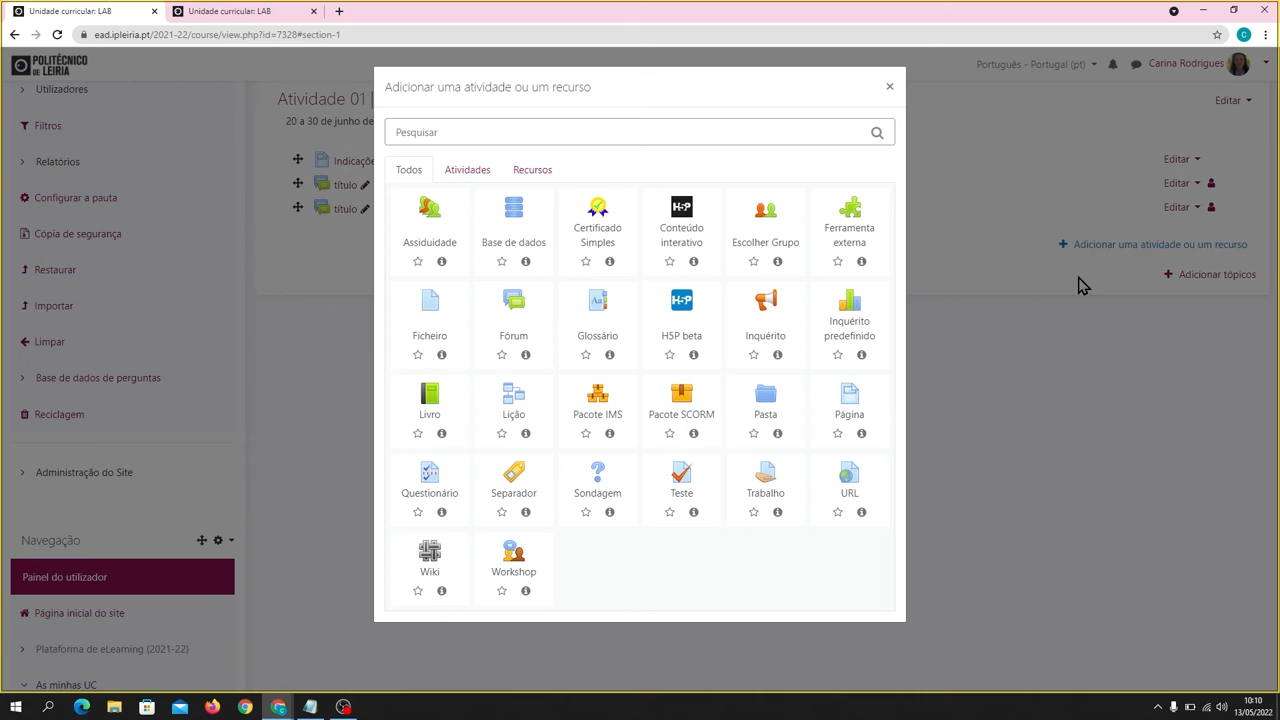 Unidade curricular: LAB
Unidade curricular: LAB
ead.ipleiria.pt/2021-22/course/view.php?id=7328#section-1
C
POLITÉCNICO
DE LEIRIA
Português - Portugal (pt)
Carina Rodrigues
Utilizadores
Filtros
Relatórios
Configurar a pauta
Cópia de segurança
Restaurar
Importar
Limpar
Base de dados de perguntas
Reciclagem
Administração do Site
Navegação
Painel do utilizador
Página inicial do site
Plataforma de eLearning (2021-22)
As minhas UC
Atividade 01 |
Editar
20 a 30 de junho de
Indicaçõe
Editar
título
Editar
título
Editar
Adicionar uma atividade ou um recurso
Adicionar tópicos
Adicionar uma atividade ou um recurso
Pesquisar
Todos Atividades Recursos
Assiduidade
Base de dados
Certificado
Simples
H5P
Conteúdo
interativo
Escolher Grupo
Ferramenta
externa
Ficheiro
Fórum
Aa
Glossário
H5P
H5P beta
Inquérito
Inquérito
predefinido
Livro
Lição
Pacote IMS
Pacote SCORM
Pasta
Página
Questionário
Separador
Sondagem
Teste
Trabalho
URL
Wiki
Workshop
10:10
13/05/2022